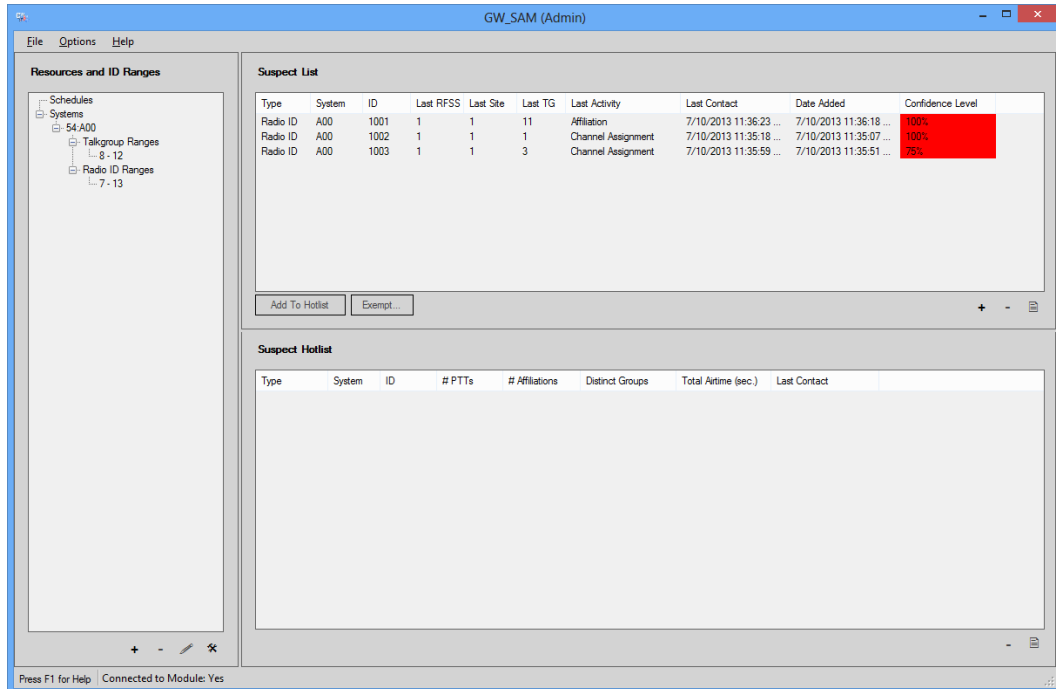 GW_SAM (Admin)
File Options Help
Resources and ID Ranges
Schedules
Systems
54:A00
Talkgroup Ranges
8 - 12
Radio ID Ranges
7 - 13
Suspect List
Type System ID Last RFSS Last Site Last TG Last Activity Last Contact Date Added Confidence Level
Radio ID A00 1001 1 1 11 Affiliation 7/10/2013 11:36:23 ... 7/10/2013 11:36:18 ... 100%
Radio ID A00 1002 1 1 1 Channel Assignment 7/10/2013 11:35:18 ... 7/10/2013 11:35:07 ... 100%
Radio ID A00 1003 1 1 3 Channel Assignment 7/10/2013 11:35:59 ... 7/10/2013 11:35:51 ... 75%
Add To Hotlist Exempt...
+ -
Suspect Hotlist
Type System ID # PTTs # Affiliations Distinct Groups Total Airtime (sec.) Last Contact
-
+ -
Press F1 for Help Connected to Module: Yes